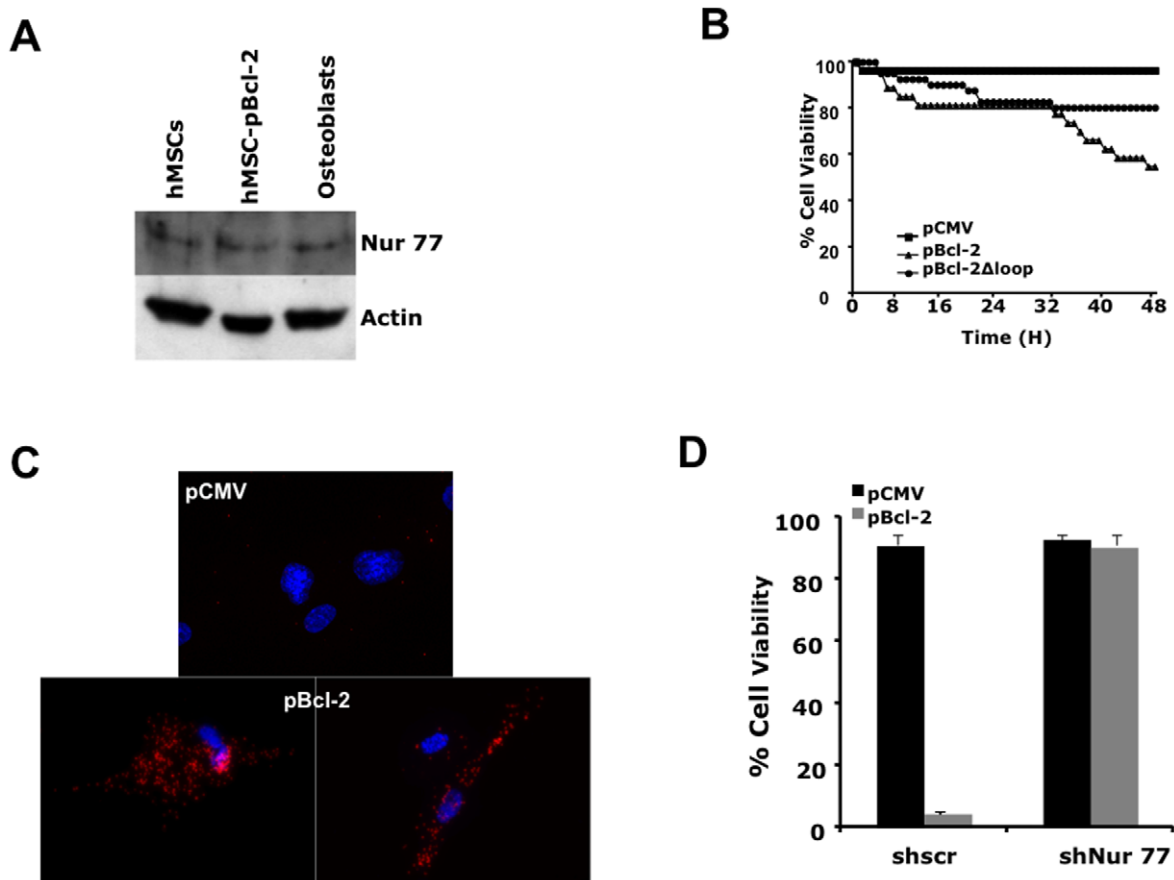 A
hMSCs
hMSC-pBcl-2
Osteoblasts
Nur 77
Actin
B
% Cell Viability
100
80
60
40
20
0
pCMV
pBcl-2
pBcl-2Δloop
0 8 16 24 32 40 48
Time (H)
C
pCMV
pBcl-2
D
pCMV
pBcl-2
% Cell Viability
100
80
60
40
20
0
shscr shNur 77